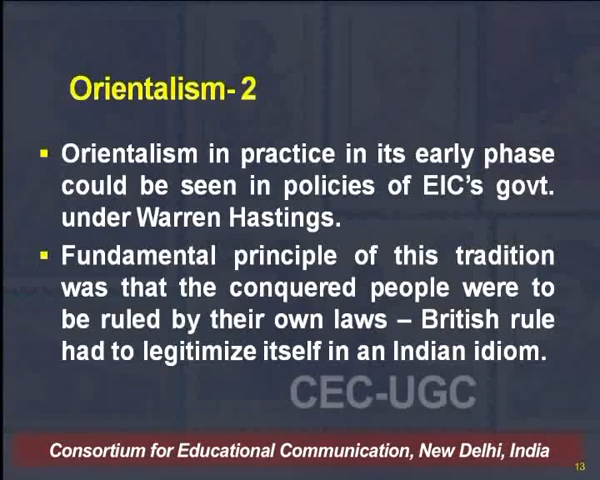 Orientalism- 2
▪ Orientalism in practice in its early phase
could be seen in policies of EIC's govt.
under Warren Hastings.
▪ Fundamental principle of this tradition
was that the conquered people were to
be ruled by their own laws – British rule
had to legitimize itself in an Indian idiom.
CEC-UGC
Consortium for Educational Communication, New Delhi, India
13